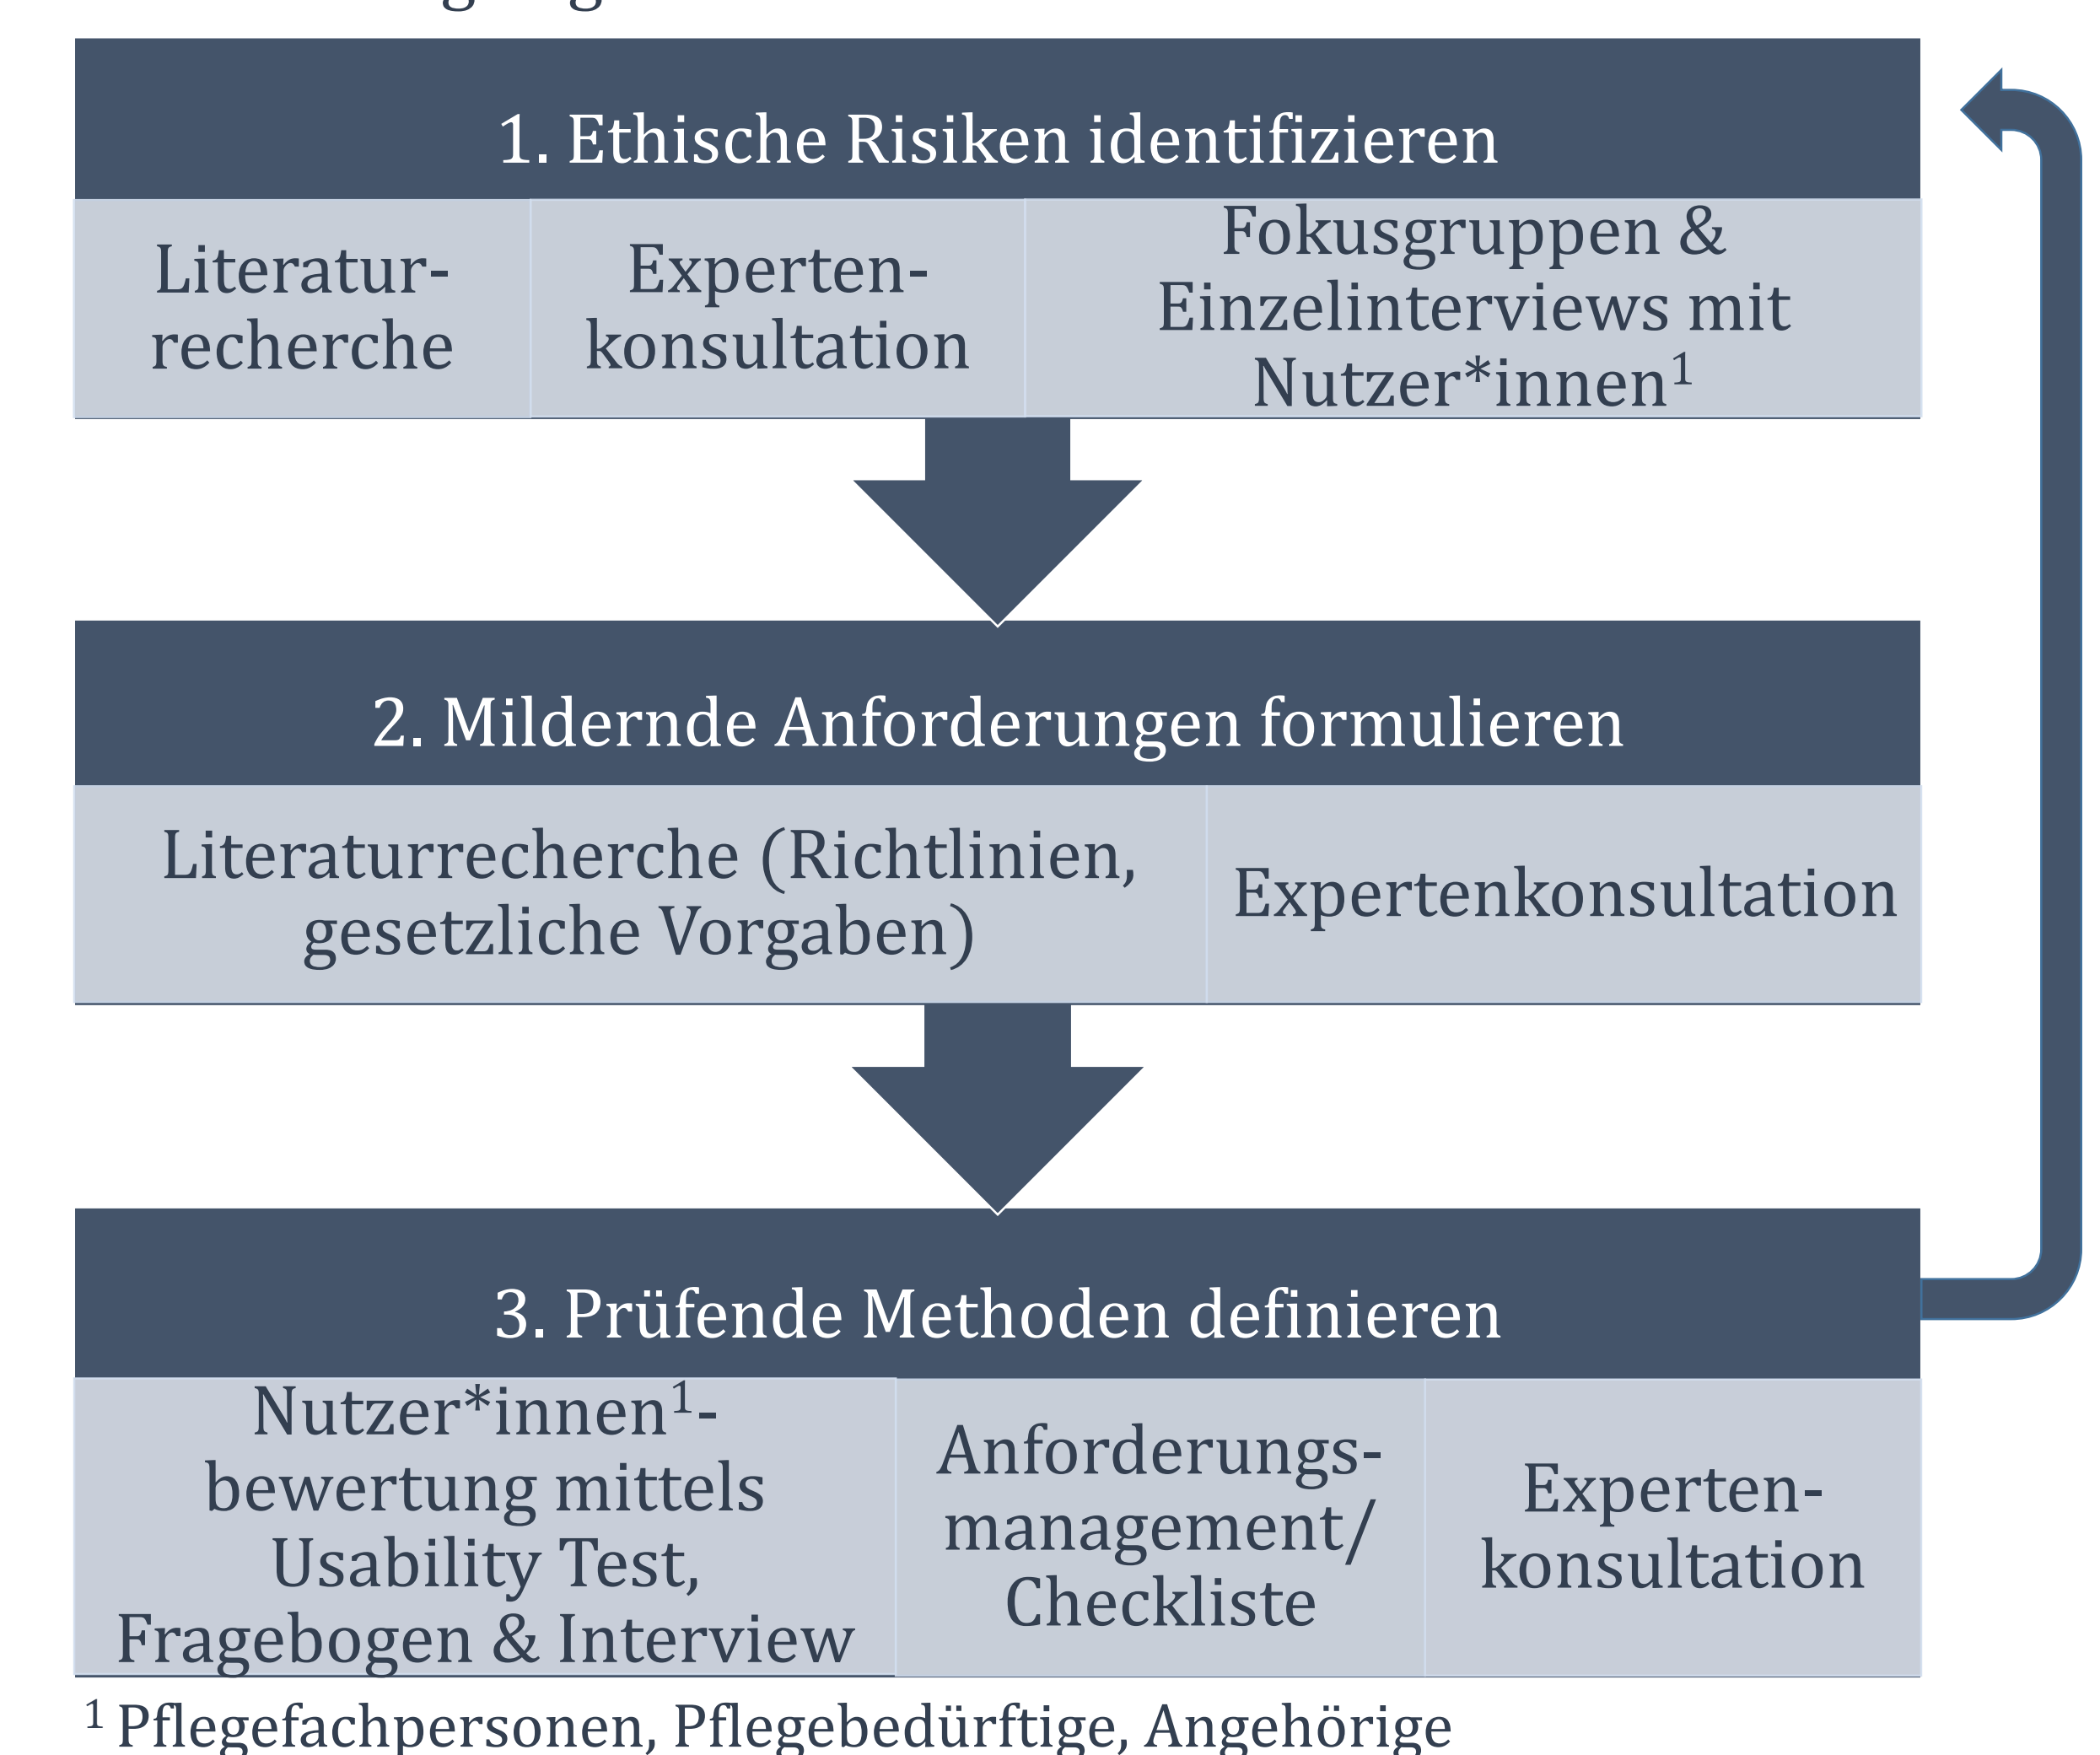 1. Ethische Risiken identifizieren
Literatur-
recherche
Experten-
konsultation
Fokusgruppen &
Einzelinterviews mit
Nutzer*innen¹
2. Mildernde Anforderungen formulieren
Literaturrecherche (Richtlinien,
gesetzliche Vorgaben)
Expertenkonsultation
3. Prüfende Methoden definieren
Nutzer*innen¹-
bewertung mittels
Usability Test,
Fragebogen & Interview
Anforderungs-
management/
Checkliste
Experten-
konsultation
¹ Pflegefachpersonen, Pflegebedürftige, Angehörige